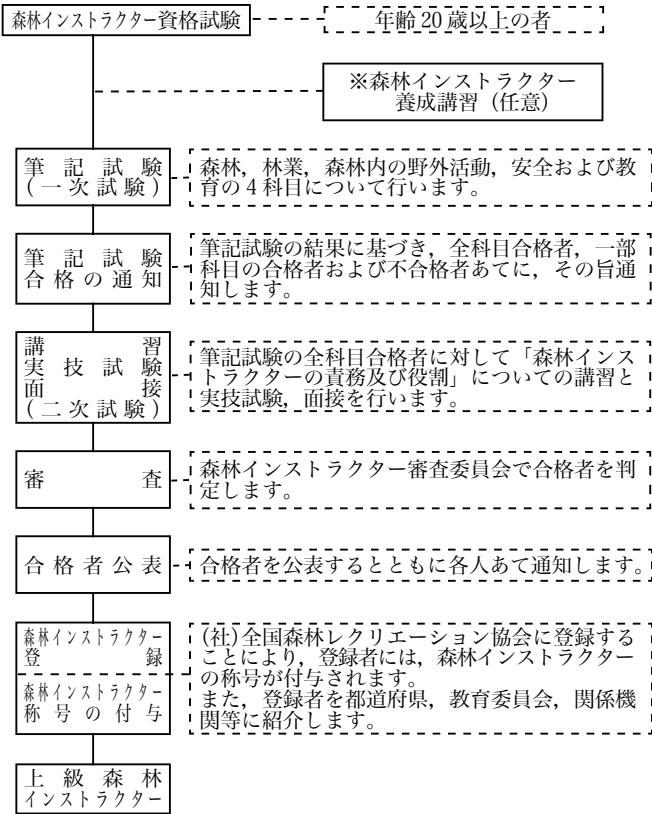 森林インストラクター資格試験
年齢20歳以上の者
※森林インストラクター
養成講習（任意）
筆記試験
(一次試験)
森林，林業，森林内の野外活動，安全および教
育の4科目について行います。
筆記試験
合格の通知
筆記試験の結果に基づき，全科目合格者，一部
科目の合格者および不合格者あてに，その旨通
知します。
講習
実技試験
面接
(二次試験)
筆記試験の全科目合格者に対して「森林インス
トラクターの責務及び役割」についての講習と
実技試験，面接を行います。
審査
森林インストラクター審査委員会で合格者を判
定します。
合格者公表
合格者を公表するとともに各人あて通知します。
森林インストラクター
登録
森林インストラクター
称号の付与
(社)全国森林レクリエーション協会に登録する
ことにより，登録者には，森林インストラクター
の称号が付与されます。
また，登録者を都道府県，教育委員会，関係機
関等に紹介します。
上級森林
インストラクター